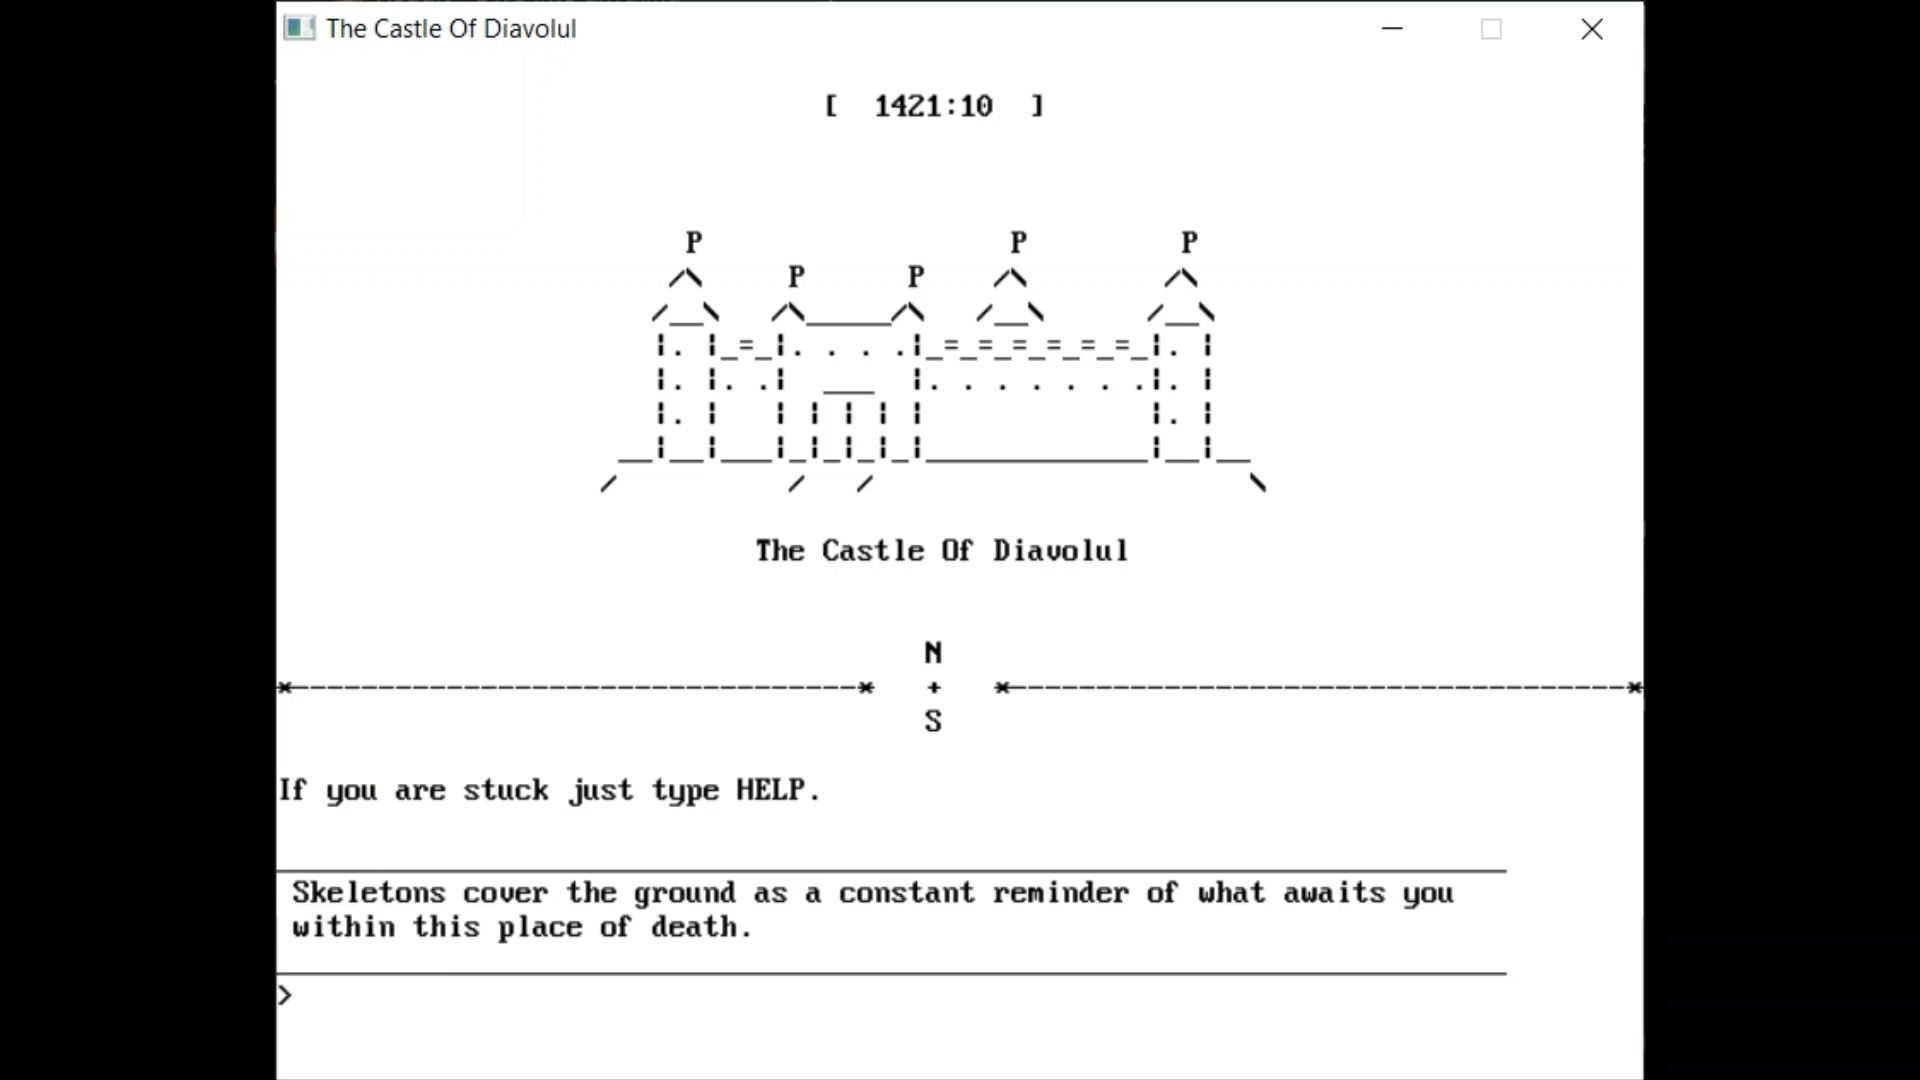 The Castle Of Diavolul
[ 1421:10 ]
P P P
P P
The Castle Of Diavolul
N
*----------------------------------* + *-------------------------------------*
S
If you are stuck just type HELP.
Skeletons cover the ground as a constant reminder of what awaits you
within this place of death.
>